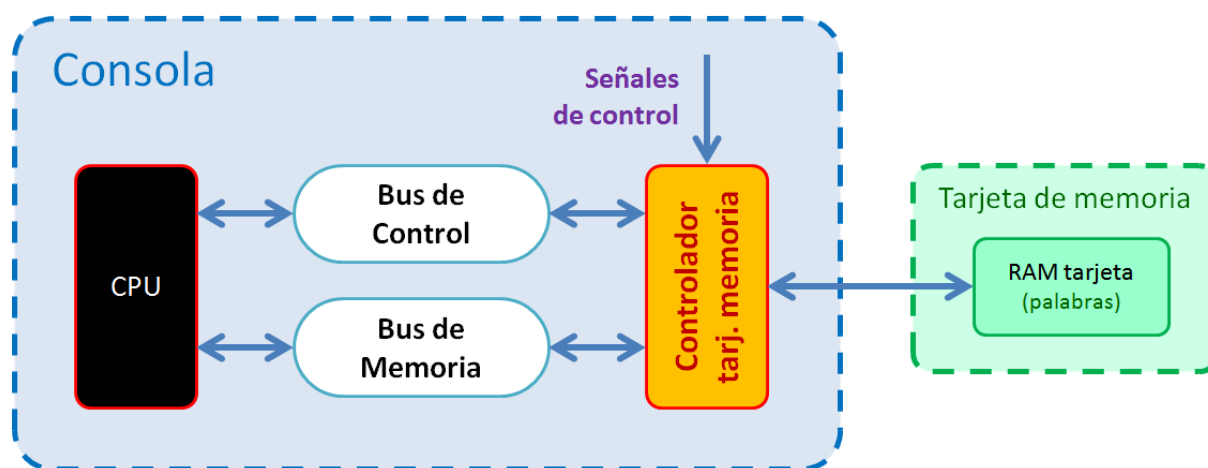 Consola
Señales
de control
CPU
Bus de
Control
Bus de
Memoria
Controlador
tarj. memoria
Tarjeta de memoria
RAM tarjeta
(palabras)